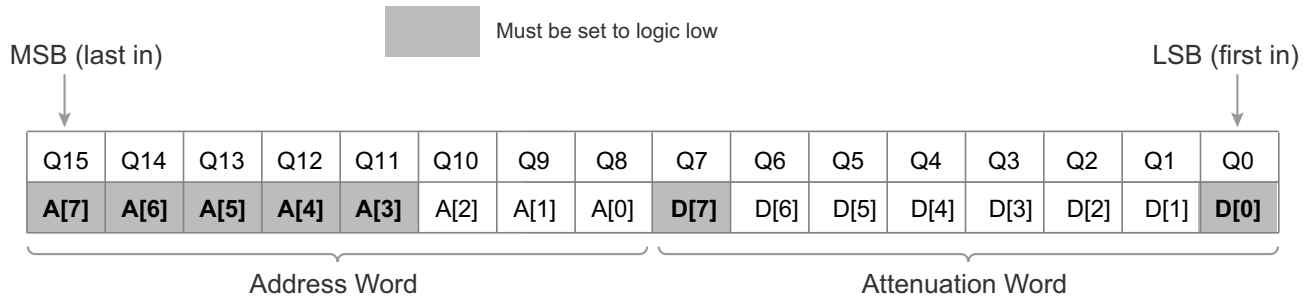 Must be set to logic low
MSB (last in) LSB (first in)
Q15 Q14 Q13 Q12 Q11 Q10 Q9 Q8 Q7 Q6 Q5 Q4 Q3 Q2 Q1 Q0
A[7] A[6] A[5] A[4] A[3] A[2] A[1] A[0] D[7] D[6] D[5] D[4] D[3] D[2] D[1] D[0]
Address Word Attenuation Word